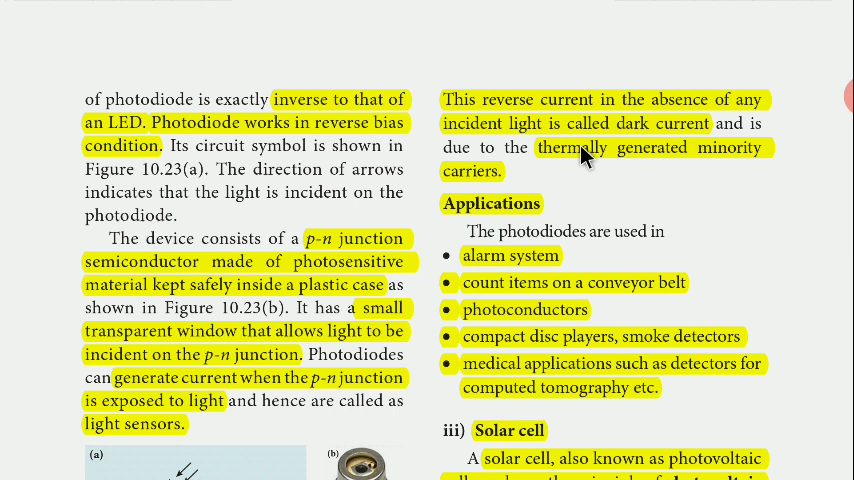 of photodiode is exactly inverse to that of
an LED. Photodiode works in reverse bias
condition. Its circuit symbol is shown in
Figure 10.23(a). The direction of arrows
indicates that the light is incident on the
photodiode.
The device consists of a p-n junction
semiconductor made of photosensitive
material kept safely inside a plastic case as
shown in Figure 10.23(b). It has a small
transparent window that allows light to be
incident on the p-n junction. Photodiodes
can generate current when the p-n junction
is exposed to light and hence are called as
light sensors.
(a)
(b)
This reverse current in the absence of any
incident light is called dark current and is
due to the thermally generated minority
carriers.
Applications
The photodiodes are used in
• alarm system
• count items on a conveyor belt
• photoconductors
• compact disc players, smoke detectors
• medical applications such as detectors for
computed tomography etc.
iii) Solar cell
A solar cell, also known as photovoltaic